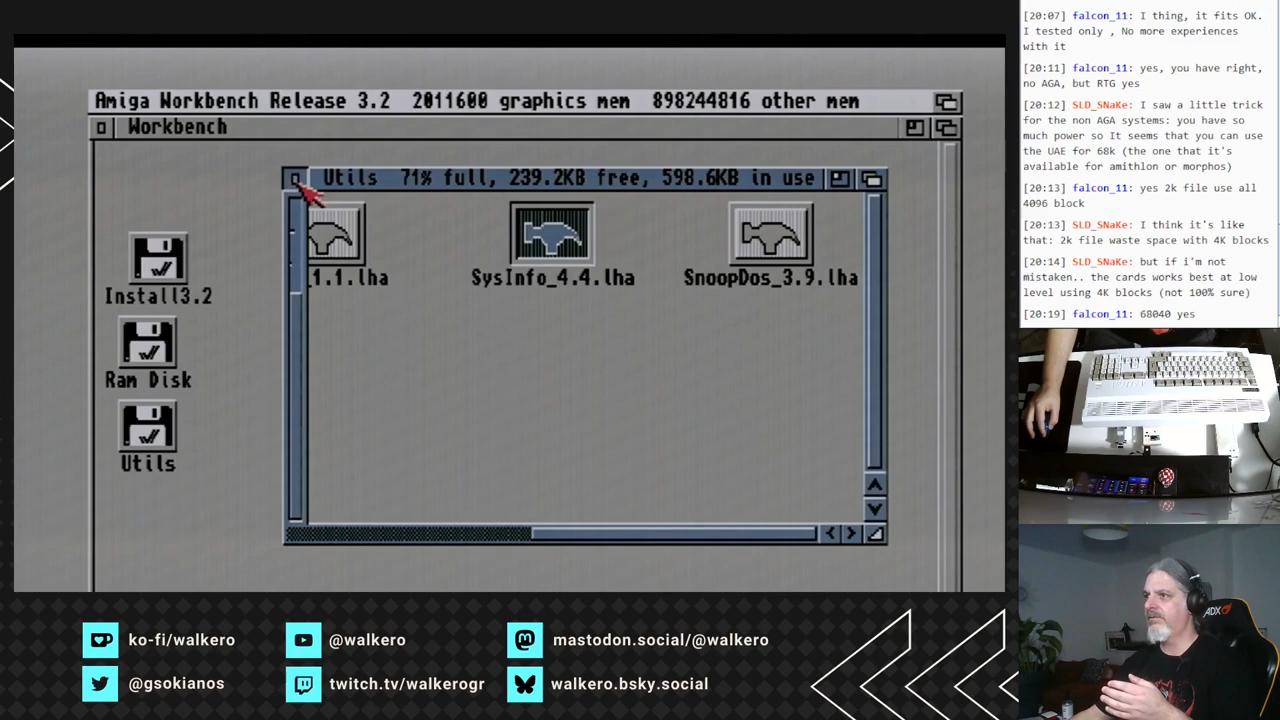 Amiga Workbench Release 3.2 2011600 graphics mem 898244816 other mem
Workbench
Utils 71% full, 239.2KB free, 598.6KB in use
_1.1.lha
SysInfo_4.4.lha
SnoopDos_3.9.lha
Install3.2
Ram Disk
Utils
[20:07] falcon_11: I thing, it fits OK.
I tested only , No more experiences
with it
[20:11] falcon_11: yes, you have right,
no AGA, but RTG yes
[20:12] SLD_SNaKe: I saw a little trick
for the non AGA systems: you have so
much power so It seems that you can use
the UAE for 68k (the one that it's
available for amithlon or morphos)
[20:13] falcon_11: yes 2k file use all
4096 block
[20:13] SLD_SNaKe: I think it's like
that: 2k file waste space with 4K blocks
[20:14] SLD_SNaKe: but if i'm not
mistaken.. the cards works best at low
level using 4K blocks (not 100% sure)
[20:19] falcon_11: 68040 yes
ADX
ko-fi/walkero
@walkero
mastodon.social/@walkero
@gsokianos
twitch.tv/walkerogr
walkero.bsky.social